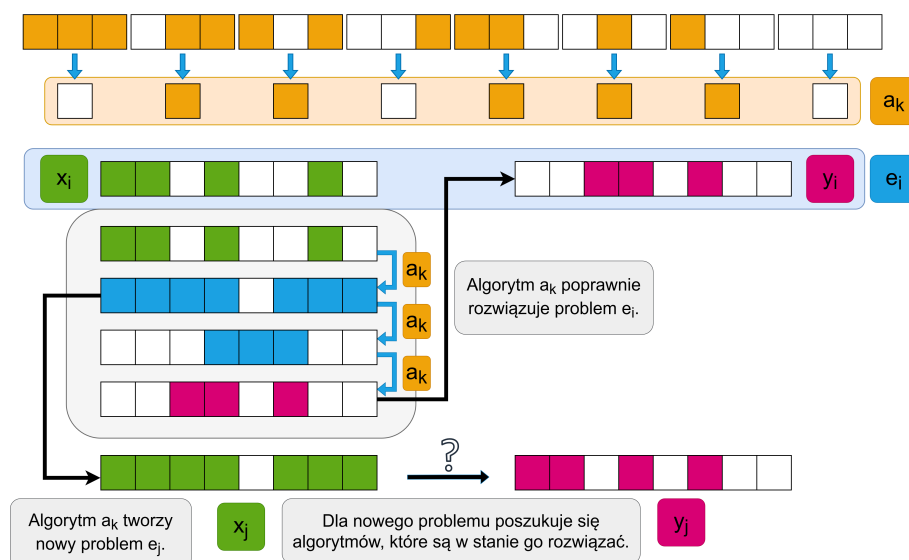 aₖ
xᵢ
yᵢ
eᵢ
aₖ
aₖ
aₖ
Algorytm aₖ poprawnie
rozwiązuje problem eᵢ.
?
Algorytm aₖ tworzy
nowy problem eⱼ.
xⱼ
Dla nowego problemu poszukuje się
algorytmów, które są w stanie go rozwiązać.
yⱼ